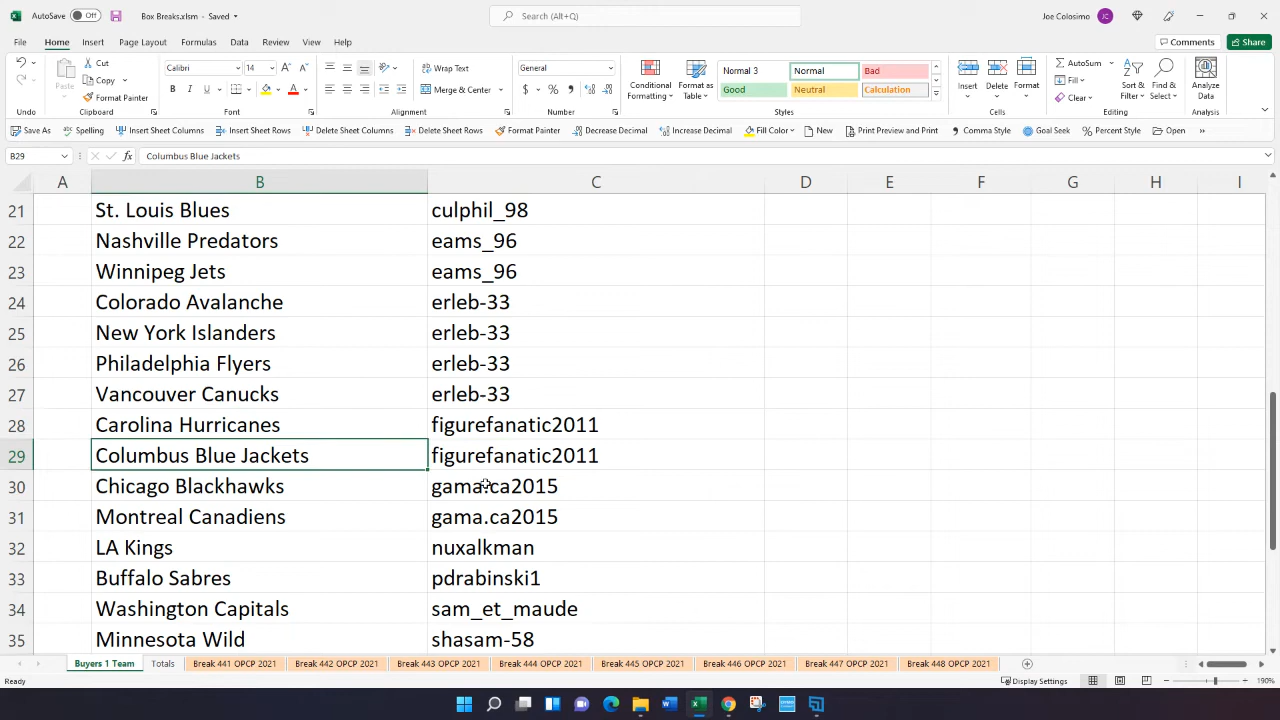 AutoSave Off Box Breaks.xlsm - Saved Search (Alt+Q) Joe Colosimo JC
File Home Insert Page Layout Formulas Data Review View Help Comments Share
Cut
Copy
Format Painter
Paste
Undo Clipboard
Calibri 14
B I U
Font
Wrap Text
Merge & Center
Alignment
General
$ % ,
Number
Conditional Formatting
Format as Table
Normal 3 Normal Bad
Good Neutral Calculation
Styles
Insert Delete Format
Cells
AutoSum
Fill
Clear
Sort & Filter
Find & Select
Editing
Analyze Data
Analysis
Save As Spelling Insert Sheet Columns Insert Sheet Rows Delete Sheet Columns Delete Sheet Rows Format Painter Decrease Decimal Increase Decimal Fill Color New Print Preview and Print Comma Style Goal Seek Percent Style Open
B29 fx Columbus Blue Jackets
A B C D E F G H I
21 St. Louis Blues culphil_98
22 Nashville Predators eams_96
23 Winnipeg Jets eams_96
24 Colorado Avalanche erleb-33
25 New York Islanders erleb-33
26 Philadelphia Flyers erleb-33
27 Vancouver Canucks erleb-33
28 Carolina Hurricanes figurefanatic2011
29 Columbus Blue Jackets figurefanatic2011
30 Chicago Blackhawks gama.ca2015
31 Montreal Canadiens gama.ca2015
32 LA Kings nuxalkman
33 Buffalo Sabres pdrabinski1
34 Washington Capitals sam_et_maude
35 Minnesota Wild shasam-58
Buyers 1 Team Totals Break 441 OPCP 2021 Break 442 OPCP 2021 Break 443 OPCP 2021 Break 444 OPCP 2021 Break 445 OPCP 2021 Break 446 OPCP 2021 Break 447 OPCP 2021 Break 448 OPCP 2021
Ready Display Settings 190%